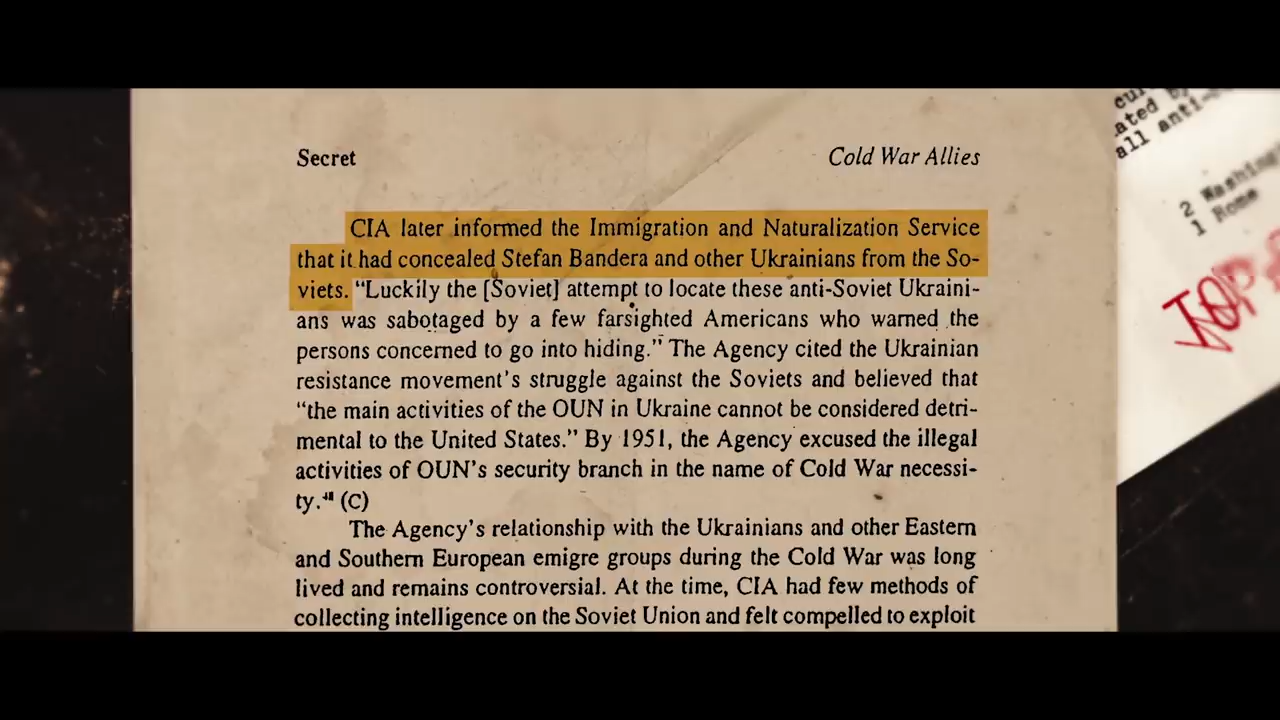 Secret
Cold War Allies
CIA later informed the Immigration and Naturalization Service
that it had concealed Stefan Bandera and other Ukrainians from the So-
viets. “Luckily the [Soviet] attempt to locate these anti-Soviet Ukraini-
ans was sabotaged by a few farsighted Americans who warned the
persons concerned to go into hiding.” The Agency cited the Ukrainian
resistance movement’s struggle against the Soviets and believed that
“the main activities of the OUN in Ukraine cannot be considered detri-
mental to the United States.” By 1951, the Agency excused the illegal
activities of OUN’s security branch in the name of Cold War necessi-
ty.” (C)
The Agency’s relationship with the Ukrainians and other Eastern
and Southern European emigre groups during the Cold War was long
lived and remains controversial. At the time, CIA had few methods of
collecting intelligence on the Soviet Union and felt compelled to exploit
all anti-
2
1 Rome
TOP